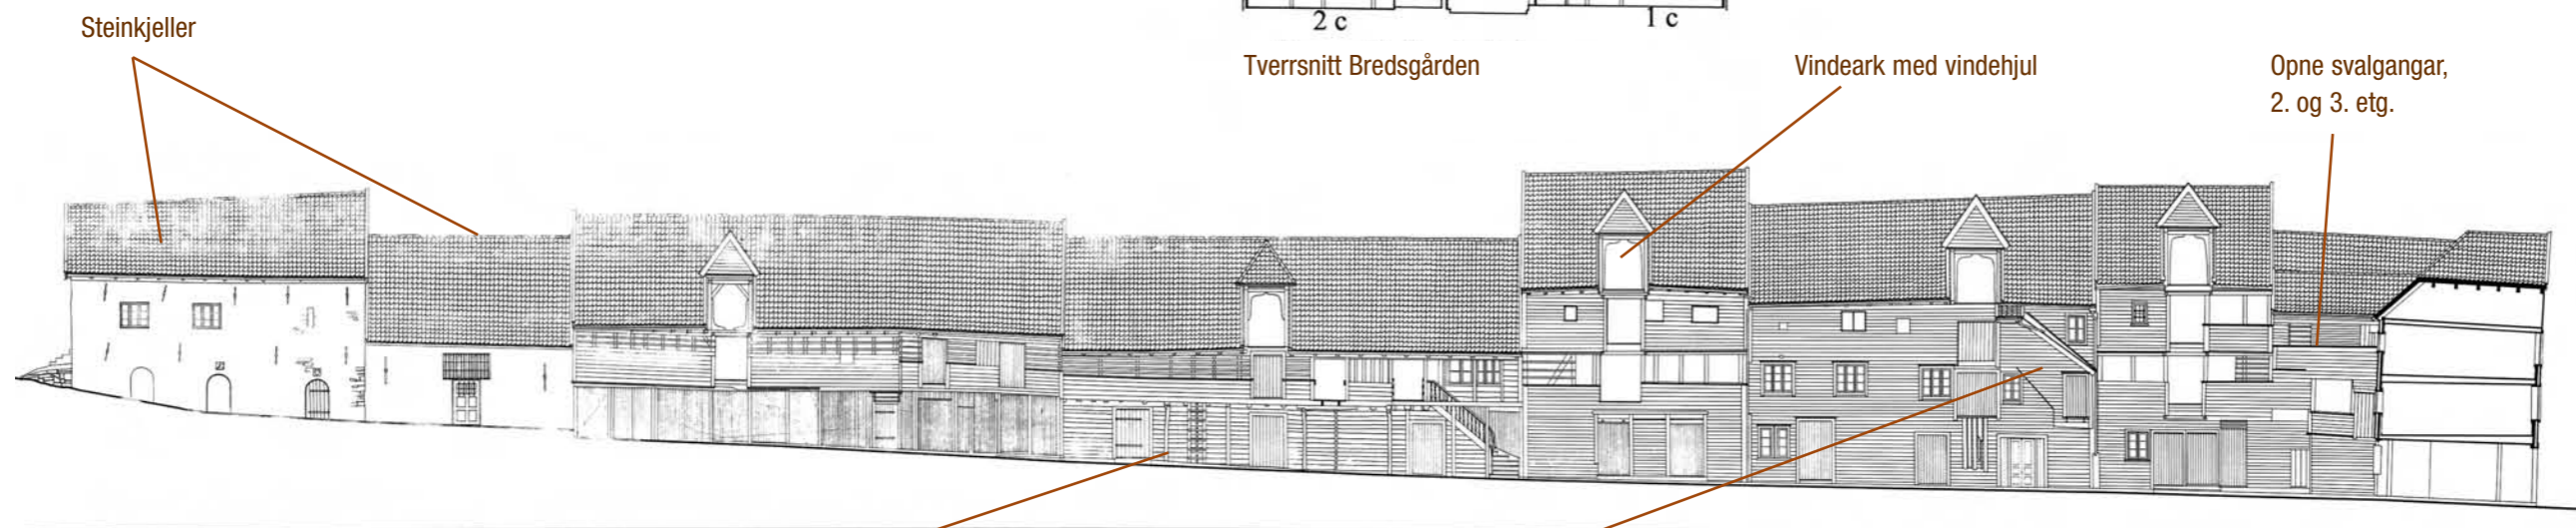 2 c
1 c
Steinkjeller
Tverrsnitt Bredsgården
Vindeark med vindehjul
Opne svalgangar,
2. og 3. etg.